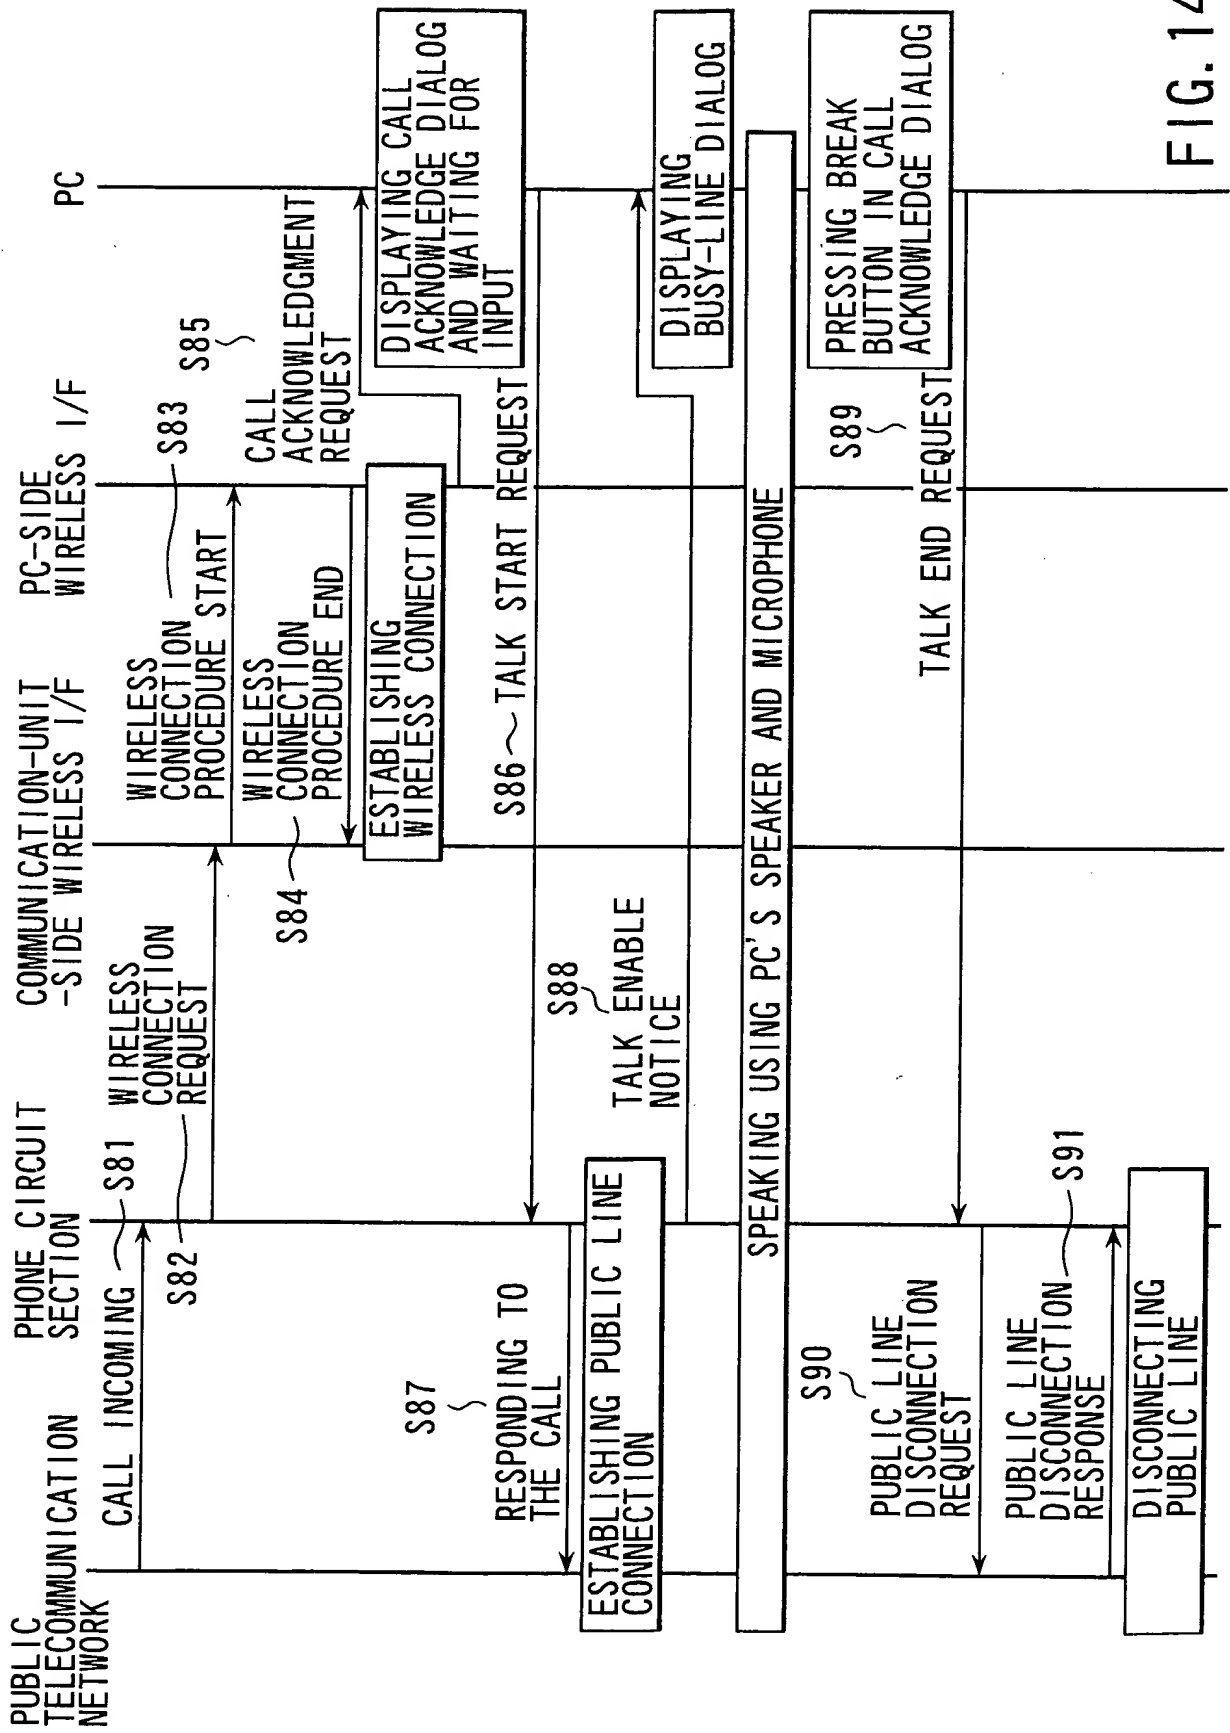 PUBLIC
TELECOMMUNICATION
NETWORK
PHONE CIRCUIT
SECTION
COMMUNICATION-UNIT
-SIDE WIRELESS I/F
PC-SIDE
WIRELESS I/F
PC
CALL INCOMING
S81
WIRELESS
CONNECTION
REQUEST
S82
WIRELESS
CONNECTION
PROCEDURE START
S83
WIRELESS
CONNECTION
PROCEDURE END
S84
ESTABLISHING
WIRELESS CONNECTION
S85
CALL
ACKNOWLEDGMENT
REQUEST
DISPLAYING CALL
ACKNOWLEDGE DIALOG
AND WAITING FOR
INPUT
S86
TALK START REQUEST
S87
RESPONDING TO
THE CALL
ESTABLISHING PUBLIC LINE
CONNECTION
S88
TALK ENABLE
NOTICE
DISPLAYING
BUSY-LINE DIALOG
SPEAKING USING PC'S SPEAKER AND MICROPHONE
PRESSING BREAK
BUTTON IN CALL
ACKNOWLEDGE DIALOG
S89
TALK END REQUEST
S90
PUBLIC LINE
DISCONNECTION
REQUEST
PUBLIC LINE
DISCONNECTION
RESPONSE
S91
DISCONNECTING
PUBLIC LINE
FIG. 14